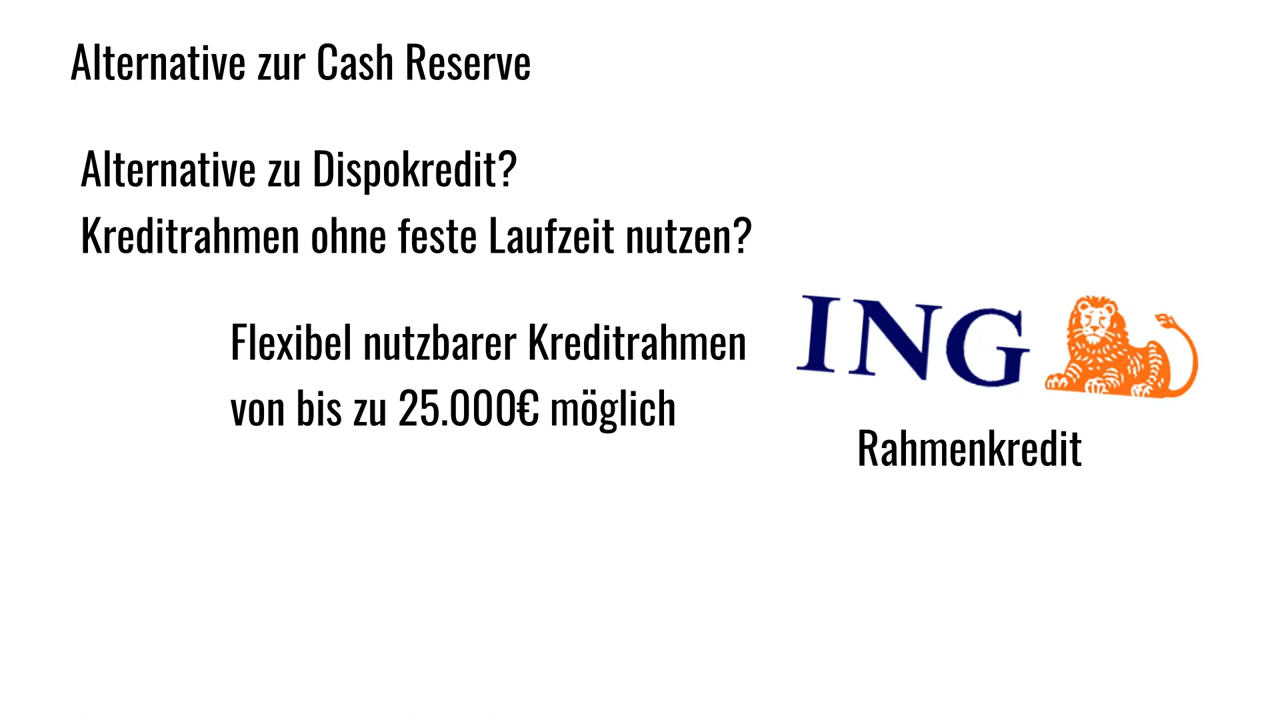 Alternative zur Cash Reserve
Alternative zu Dispokredit?
Kreditrahmen ohne feste Laufzeit nutzen?
Flexibel nutzbarer Kreditrahmen
von bis zu 25.000€ möglich
ING
Rahmenkredit